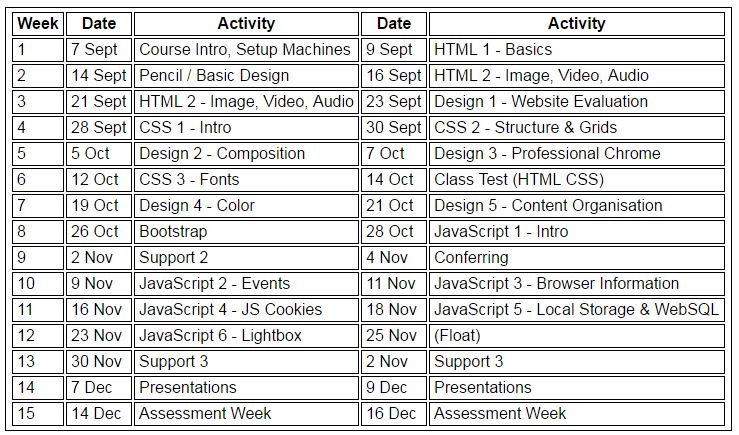 Week Date Activity Date Activity
1 7 Sept Course Intro, Setup Machines 9 Sept HTML 1 - Basics
2 14 Sept Pencil / Basic Design 16 Sept HTML 2 - Image, Video, Audio
3 21 Sept HTML 2 - Image, Video, Audio 23 Sept Design 1 - Website Evaluation
4 28 Sept CSS 1 - Intro 30 Sept CSS 2 - Structure & Grids
5 5 Oct Design 2 - Composition 7 Oct Design 3 - Professional Chrome
6 12 Oct CSS 3 - Fonts 14 Oct Class Test (HTML CSS)
7 19 Oct Design 4 - Color 21 Oct Design 5 - Content Organisation
8 26 Oct Bootstrap 28 Oct JavaScript 1 - Intro
9 2 Nov Support 2 4 Nov Conferring
10 9 Nov JavaScript 2 - Events 11 Nov JavaScript 3 - Browser Information
11 16 Nov JavaScript 4 - JS Cookies 18 Nov JavaScript 5 - Local Storage & WebSQL
12 23 Nov JavaScript 6 - Lightbox 25 Nov (Float)
13 30 Nov Support 3 2 Nov Support 3
14 7 Dec Presentations 9 Dec Presentations
15 14 Dec Assessment Week 16 Dec Assessment Week